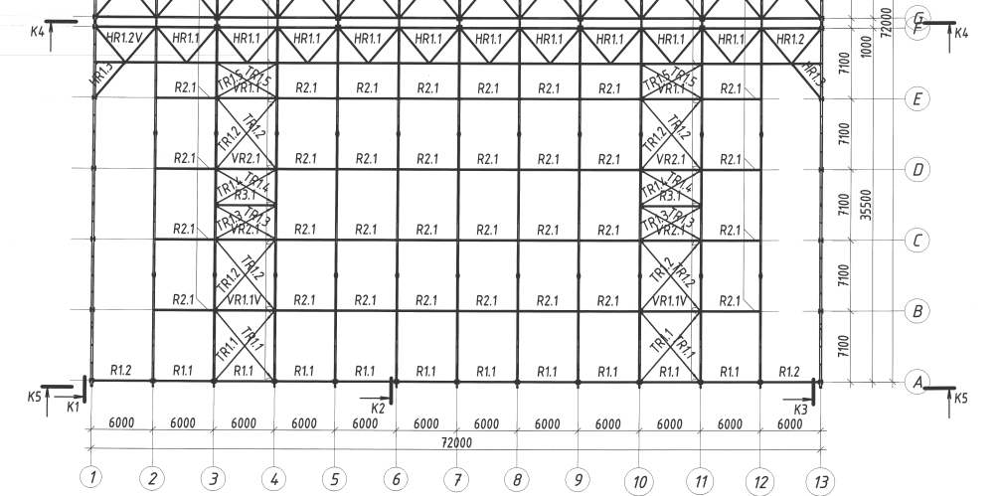 G
K4 F K4
72000
HR1.2V HR1.1 HR1.1 HR1.1 HR1.1 HR1.1 HR1.1 HR1.1 HR1.1 HR1.1 HR1.1 HR1.2
7100 1000
HR1.3 TR1.5 TR1.5 TR1.5 TR1.5 HR1.3
R2.1 VR1.1 R2.1 R2.1 R2.1 R2.1 R2.1 R2.1 VR1.1 R2.1
E
TR1.2 TR1.2 TR1.2 TR1.2 7100
R2.1 VR2.1 R2.1 R2.1 R2.1 R2.1 R2.1 R2.1 VR2.1 R2.1
D
TR1.4 TR1.4 TR1.4 TR1.4
R3.1 R3.1
7100 35500
TR1.3 TR1.3 TR1.3 TR1.3
R2.1 VR2.1 R2.1 R2.1 R2.1 R2.1 R2.1 R2.1 VR2.1 R2.1
C
TR1.2 TR1.2 TR1.2 TR1.2 7100
R2.1 VR1.1V R2.1 R2.1 R2.1 R2.1 R2.1 R2.1 VR1.1V R2.1
B
TR1.1 TR1.1 TR1.1 TR1.1 7100
R1.2 R1.1 R1.1 R1.1 R1.1 R1.1 R1.1 R1.1 R1.1 R1.1 R1.1 R1.2
A
K5 K1 K2 K3 K5
6000 6000 6000 6000 6000 6000 6000 6000 6000 6000 6000 6000
72000
1 2 3 4 5 6 7 8 9 10 11 12 13